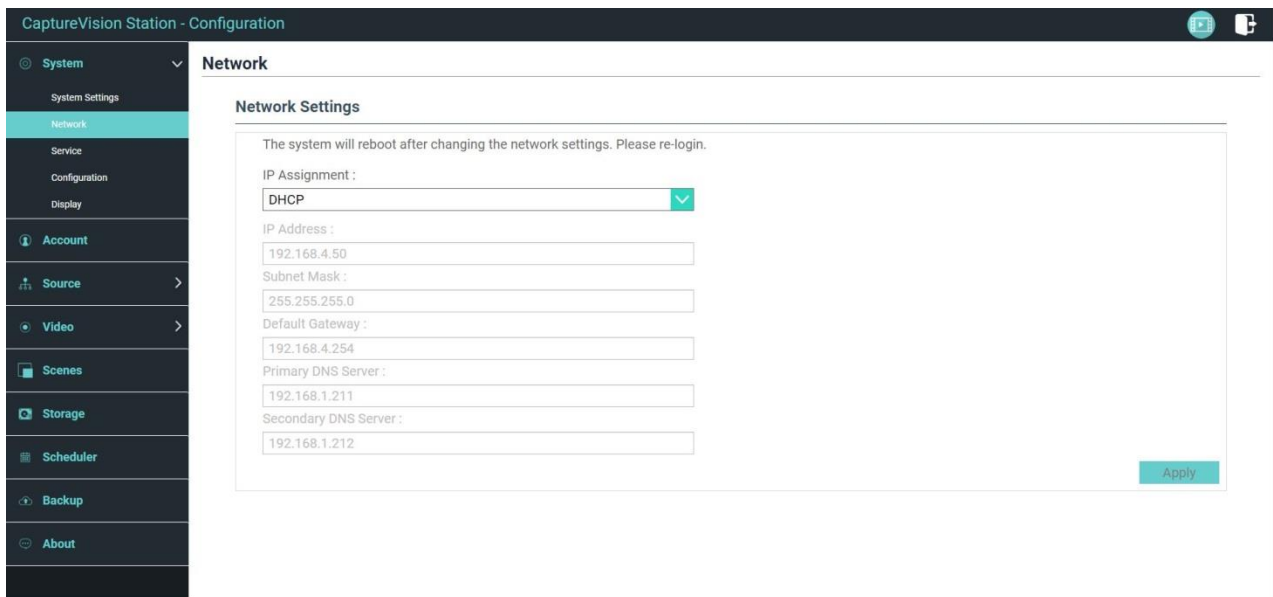 CaptureVision Station - Configuration
System
System Settings
Network
Service
Configuration
Display
Account
Source
Video
Scenes
Storage
Scheduler
Backup
About
Network
Network Settings
The system will reboot after changing the network settings. Please re-login.
IP Assignment :
DHCP
IP Address :
192.168.4.50
Subnet Mask :
255.255.255.0
Default Gateway :
192.168.4.254
Primary DNS Server :
192.168.1.211
Secondary DNS Server :
192.168.1.212
Apply